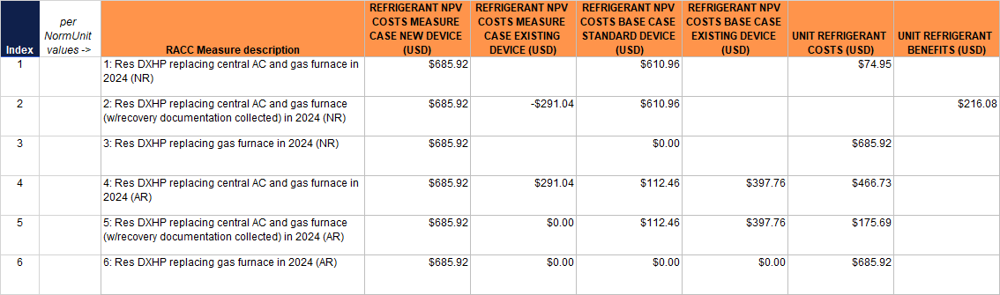 Index
per
NormUnit
values ->
RACC Measure description
REFRIGERANT NPV
COSTS MEASURE
CASE NEW DEVICE
(USD)
REFRIGERANT NPV
COSTS MEASURE
CASE EXISTING
DEVICE (USD)
REFRIGERANT NPV
COSTS BASE CASE
STANDARD DEVICE
(USD)
REFRIGERANT NPV
COSTS BASE CASE
EXISTING DEVICE
(USD)
UNIT REFRIGERANT
COSTS (USD)
UNIT REFRIGERANT
BENEFITS (USD)
1
1: Res DXHP replacing central AC and gas furnace in
2024 (NR)
$685.92
$610.96
$74.95
2
2: Res DXHP replacing central AC and gas furnace
(w/recovery documentation collected) in 2024 (NR)
$685.92
-$291.04
$610.96
$216.08
3
3: Res DXHP replacing gas furnace in 2024 (NR)
$685.92
$0.00
$685.92
4
4: Res DXHP replacing central AC and gas furnace in
2024 (AR)
$685.92
$291.04
$112.46
$397.76
$466.73
5
5: Res DXHP replacing central AC and gas furnace
(w/recovery documentation collected) in 2024 (AR)
$685.92
$0.00
$112.46
$397.76
$175.69
6
6: Res DXHP replacing gas furnace in 2024 (AR)
$685.92
$0.00
$0.00
$0.00
$685.92